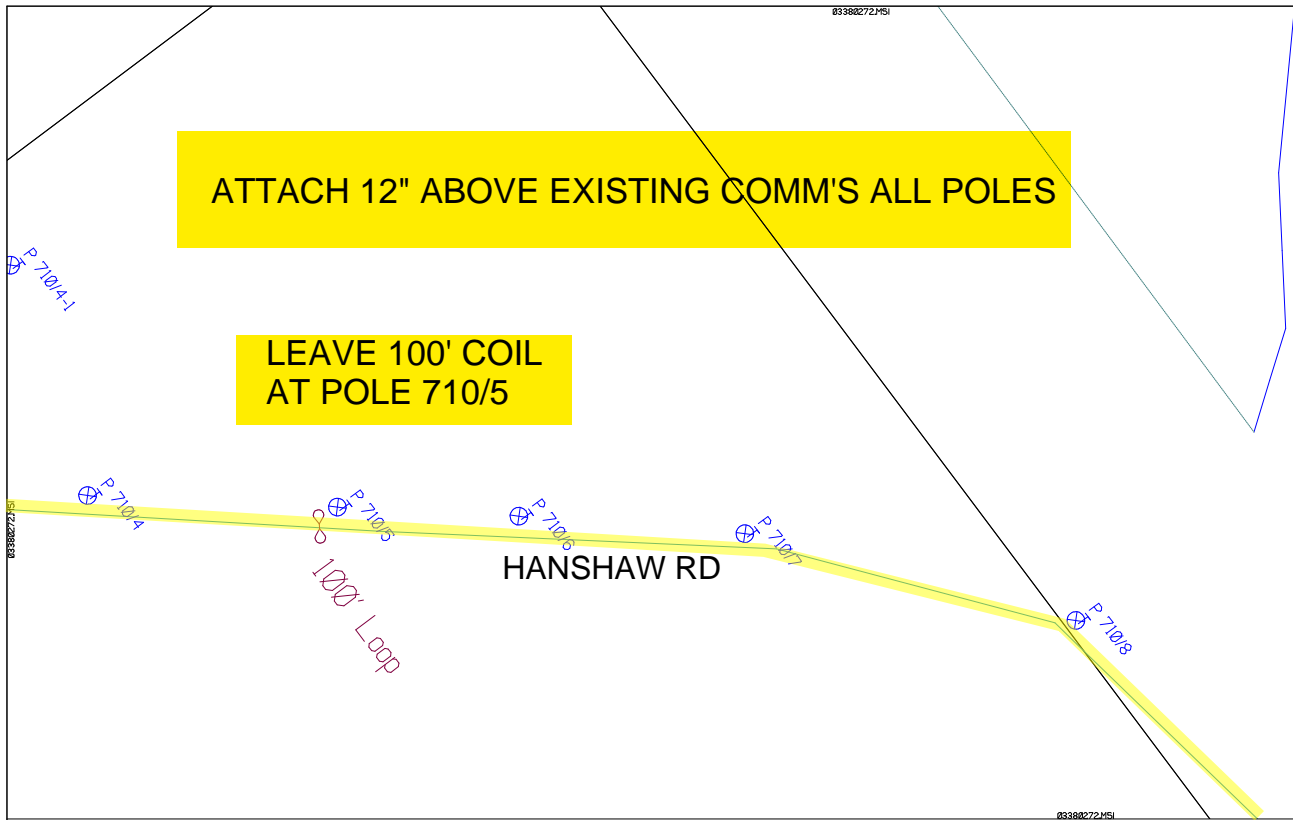 03380272.MSI
ATTACH 12" ABOVE EXISTING COMM'S ALL POLES
P 710/4-1
LEAVE 100' COIL
AT POLE 710/5
P 710/4
P 710/5
P 710/6
P 710/7
03380272.MSI
HANSHAW RD
100' Loop
P 710/8
03380272.MSI